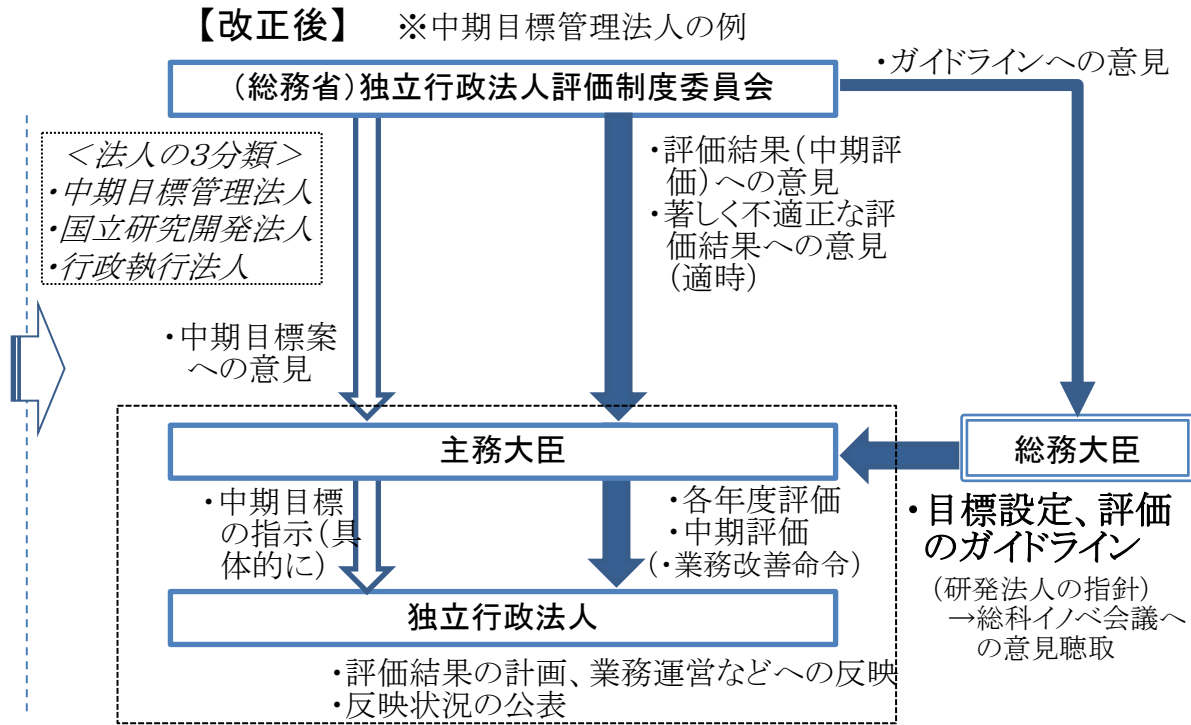 【改正後】 ※中期目標管理法人の例
(総務省)独立行政法人評価制度委員会
・ガイドラインへの意見
<法人の3分類>
・中期目標管理法人
・国立研究開発法人
・行政執行法人
・評価結果(中期評
価)への意見
・著しく不適正な評
価結果への意見
(適時)
・中期目標案
への意見
主務大臣
総務大臣
・中期目標
の指示(具
体的に)
・各年度評価
・中期評価
(・業務改善命令)
・目標設定、評価
のガイドライン
(研発法人の指針)
→総科イノベ会議へ
の意見聴取
独立行政法人
・評価結果の計画、業務運営などへの反映
・反映状況の公表